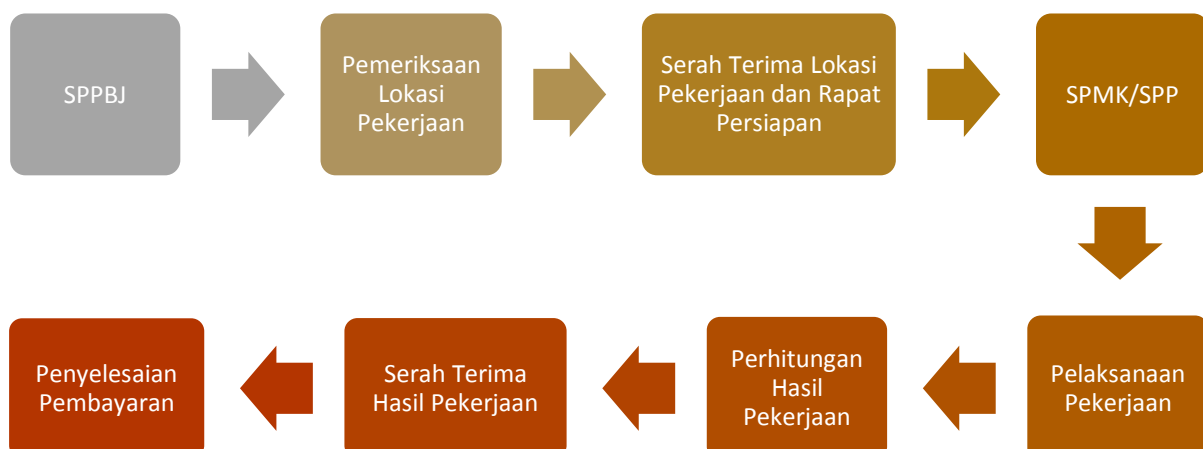 SPPBJ
Pemeriksaan
Lokasi
Pekerjaan
Serah Terima Lokasi
Pekerjaan dan Rapat
Persiapan
SPMK/SPP
Pelaksanaan
Pekerjaan
Perhitungan
Hasil
Pekerjaan
Serah Terima
Hasil Pekerjaan
Penyelesaian
Pembayaran